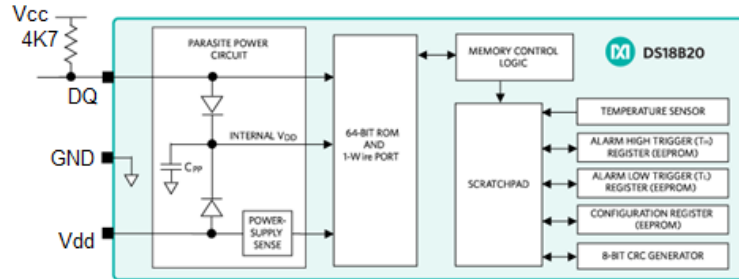 Vcc
4K7
DQ
GND
Vdd
PARASITE POWER
CIRCUIT
INTERNAL VDD
CPP
POWER-
SUPPLY
SENSE
64-BIT ROM
AND
1-Wire PORT
MEMORY CONTROL
LOGIC
SCRATCHPAD
DS18B20
TEMPERATURE SENSOR
ALARM HIGH TRIGGER (TH)
REGISTER (EEPROM)
ALARM LOW TRIGGER (TL)
REGISTER (EEPROM)
CONFIGURATION REGISTER
(EEPROM)
8-BIT CRC GENERATOR